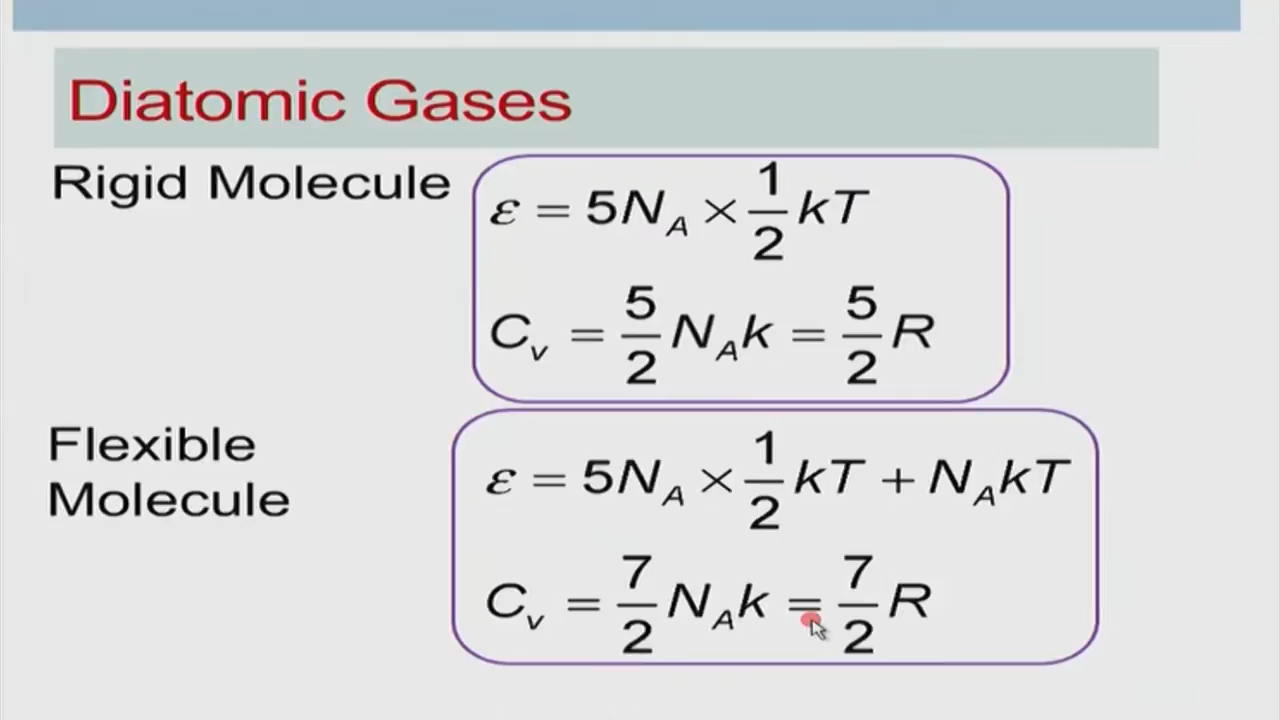 Diatomic Gases
Rigid Molecule
ε = 5N_A × 1/2 kT
C_v = 5/2 N_A k = 5/2 R
Flexible
Molecule
ε = 5N_A × 1/2 kT + N_A kT
C_v = 7/2 N_A k = 7/2 R